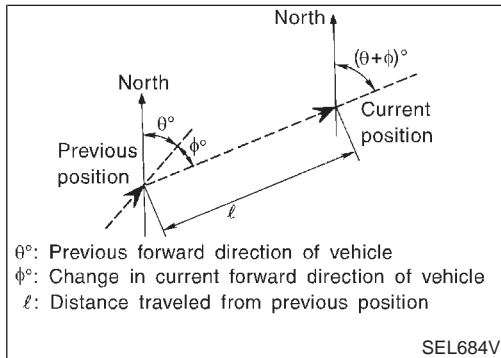 North
(θ+φ)°
North
θ°
φ°
Current
position
Previous
position
ℓ
θ°: Previous forward direction of vehicle
φ°: Change in current forward direction of vehicle
ℓ: Distance traveled from previous position
SEL684V